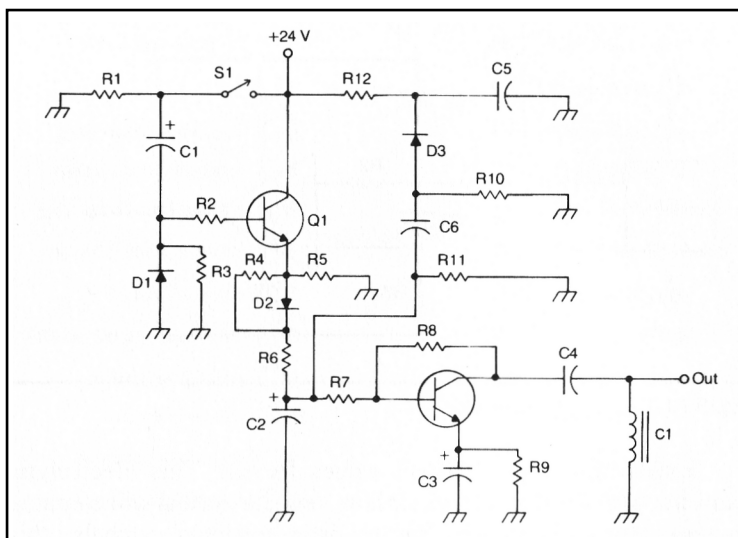 +24 V
R1
S1
R12
C5
+
C1
D3
R10
R2
Q1
C6
R3
R4
R5
R11
D1
D2
R8
R6
C4
+
R7
Out
C2
C1
+
C3
R9